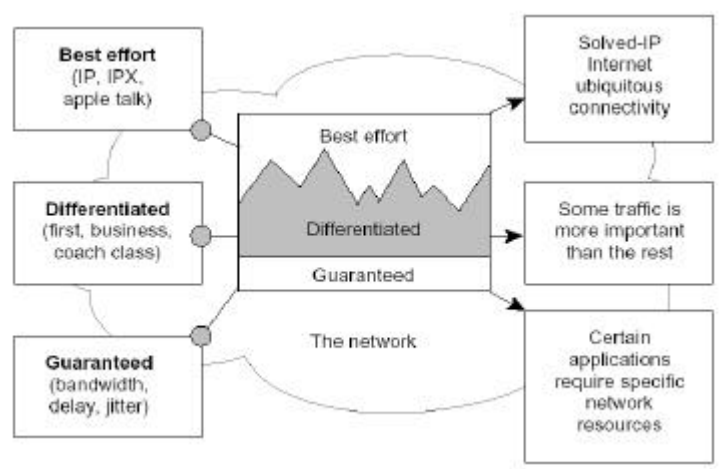 Best effort
(IP, IPX,
apple talk)
Differentiated
(first, business,
coach class)
Guaranteed
(bandwidth,
delay, jitter)
Best effort
Differentiated
Guaranteed
The network
Solved-IP
Internet
ubiquitous
connectivity
Some traffic is
more important
than the rest
Certain
applications
require specific
network
resources